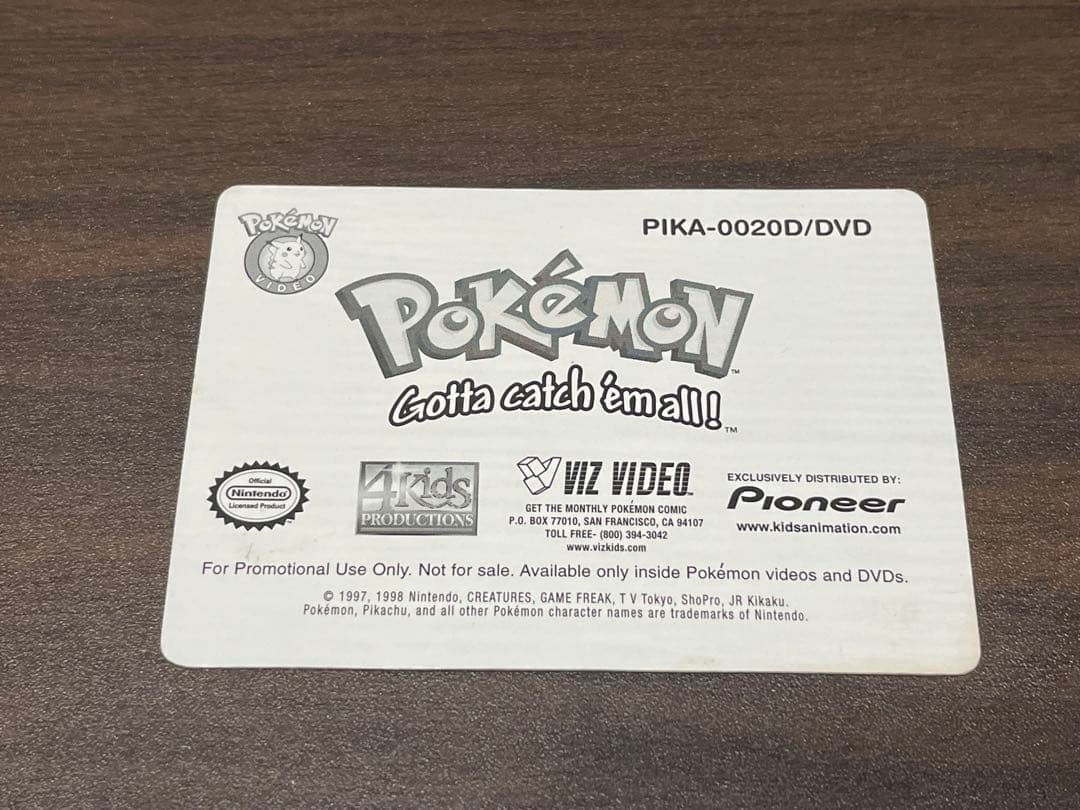 POKéMON
VIDEO
PIKA-0020D/DVD
POKéMON™
Gotta catch 'em all!™
Official
Nintendo®
Licensed Product
4Kids
PRODUCTIONS
VIZ VIDEO™
GET THE MONTHLY POKÉMON COMIC
P.O. BOX 77010, SAN FRANCISCO, CA 94107
TOLL FREE- (800) 394-3042
www.vizkids.com
EXCLUSIVELY DISTRIBUTED BY:
Pioneer
www.kidsanimation.com
For Promotional Use Only. Not for sale. Available only inside Pokémon videos and DVDs.
© 1997, 1998 Nintendo, CREATURES, GAME FREAK, T V Tokyo, ShoPro, JR Kikaku.
Pokémon, Pikachu, and all other Pokémon character names are trademarks of Nintendo.